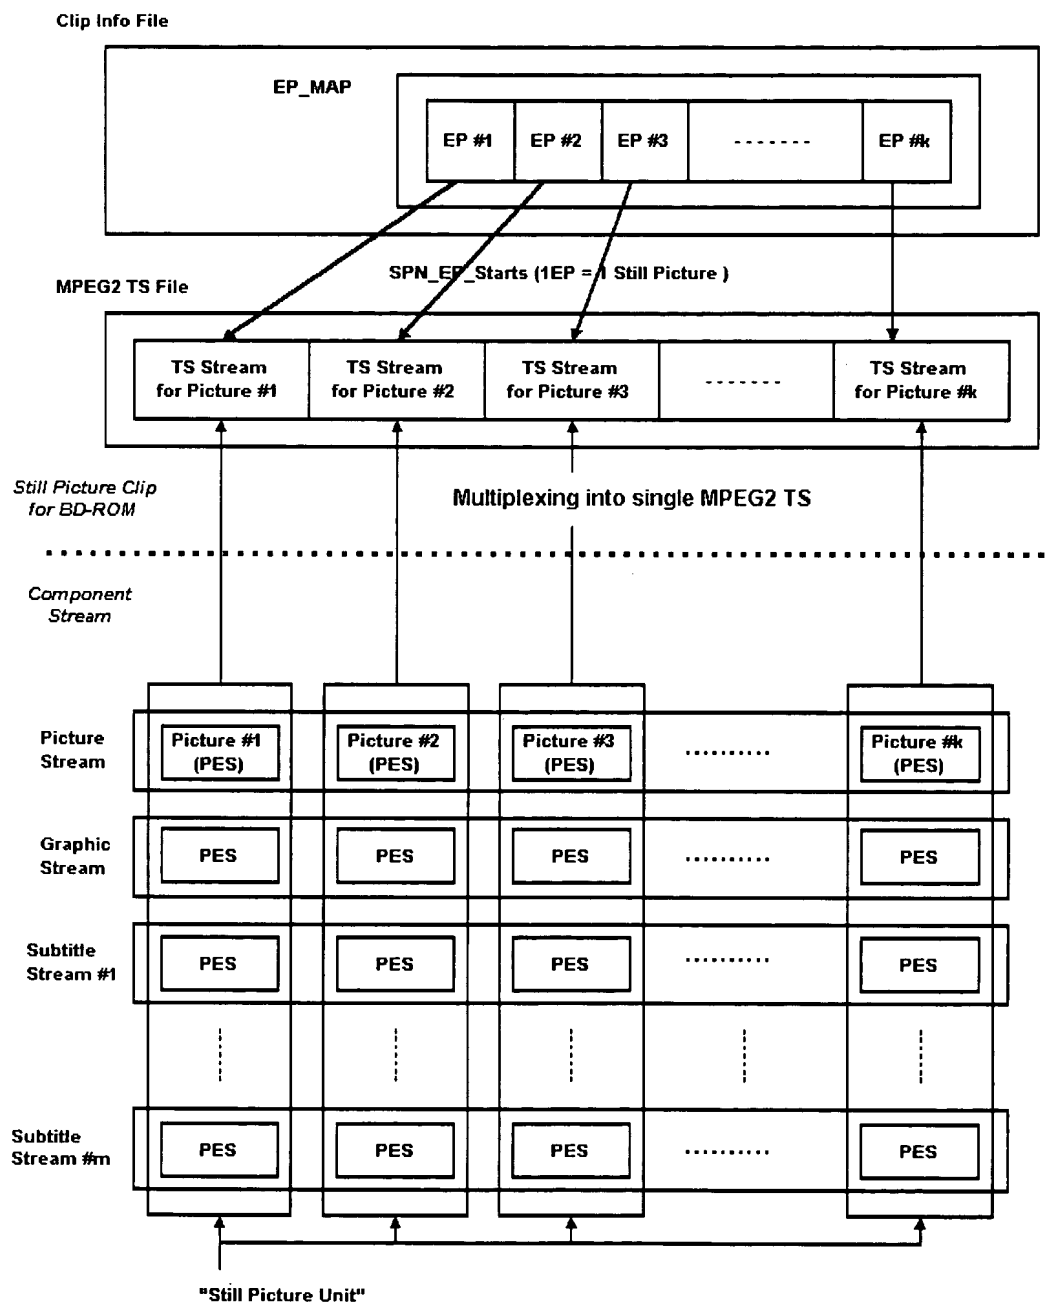 Clip Info File
EP_MAP
EP #1
EP #2
EP #3
- - - - - - -
EP #k
SPN_EP_Starts (1EP = 1 Still Picture )
MPEG2 TS File
TS Stream
for Picture #1
TS Stream
for Picture #2
TS Stream
for Picture #3
- - - - - - -
TS Stream
for Picture #k
Still Picture Clip
for BD-ROM
Multiplexing into single MPEG2 TS
Component
Stream
Picture
Stream
Picture #1
(PES)
Picture #2
(PES)
Picture #3
(PES)
..........
Picture #k
(PES)
Graphic
Stream
PES
PES
PES
..........
PES
Subtitle
Stream #1
PES
PES
PES
..........
PES
Subtitle
Stream #m
PES
PES
PES
..........
PES
"Still Picture Unit"